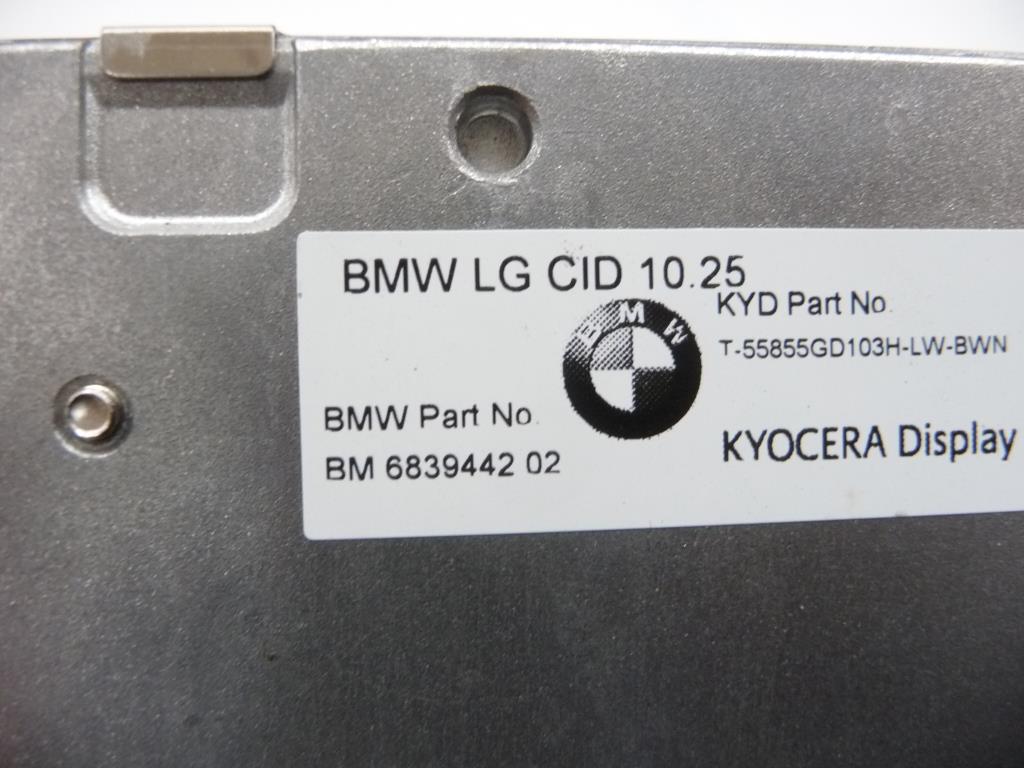 BMW LG CID 10.25
KYD Part No.
T-55855GD103H-LW-BWN
BMW
BMW Part No.
BM 6839442 02
KYOCERA Display